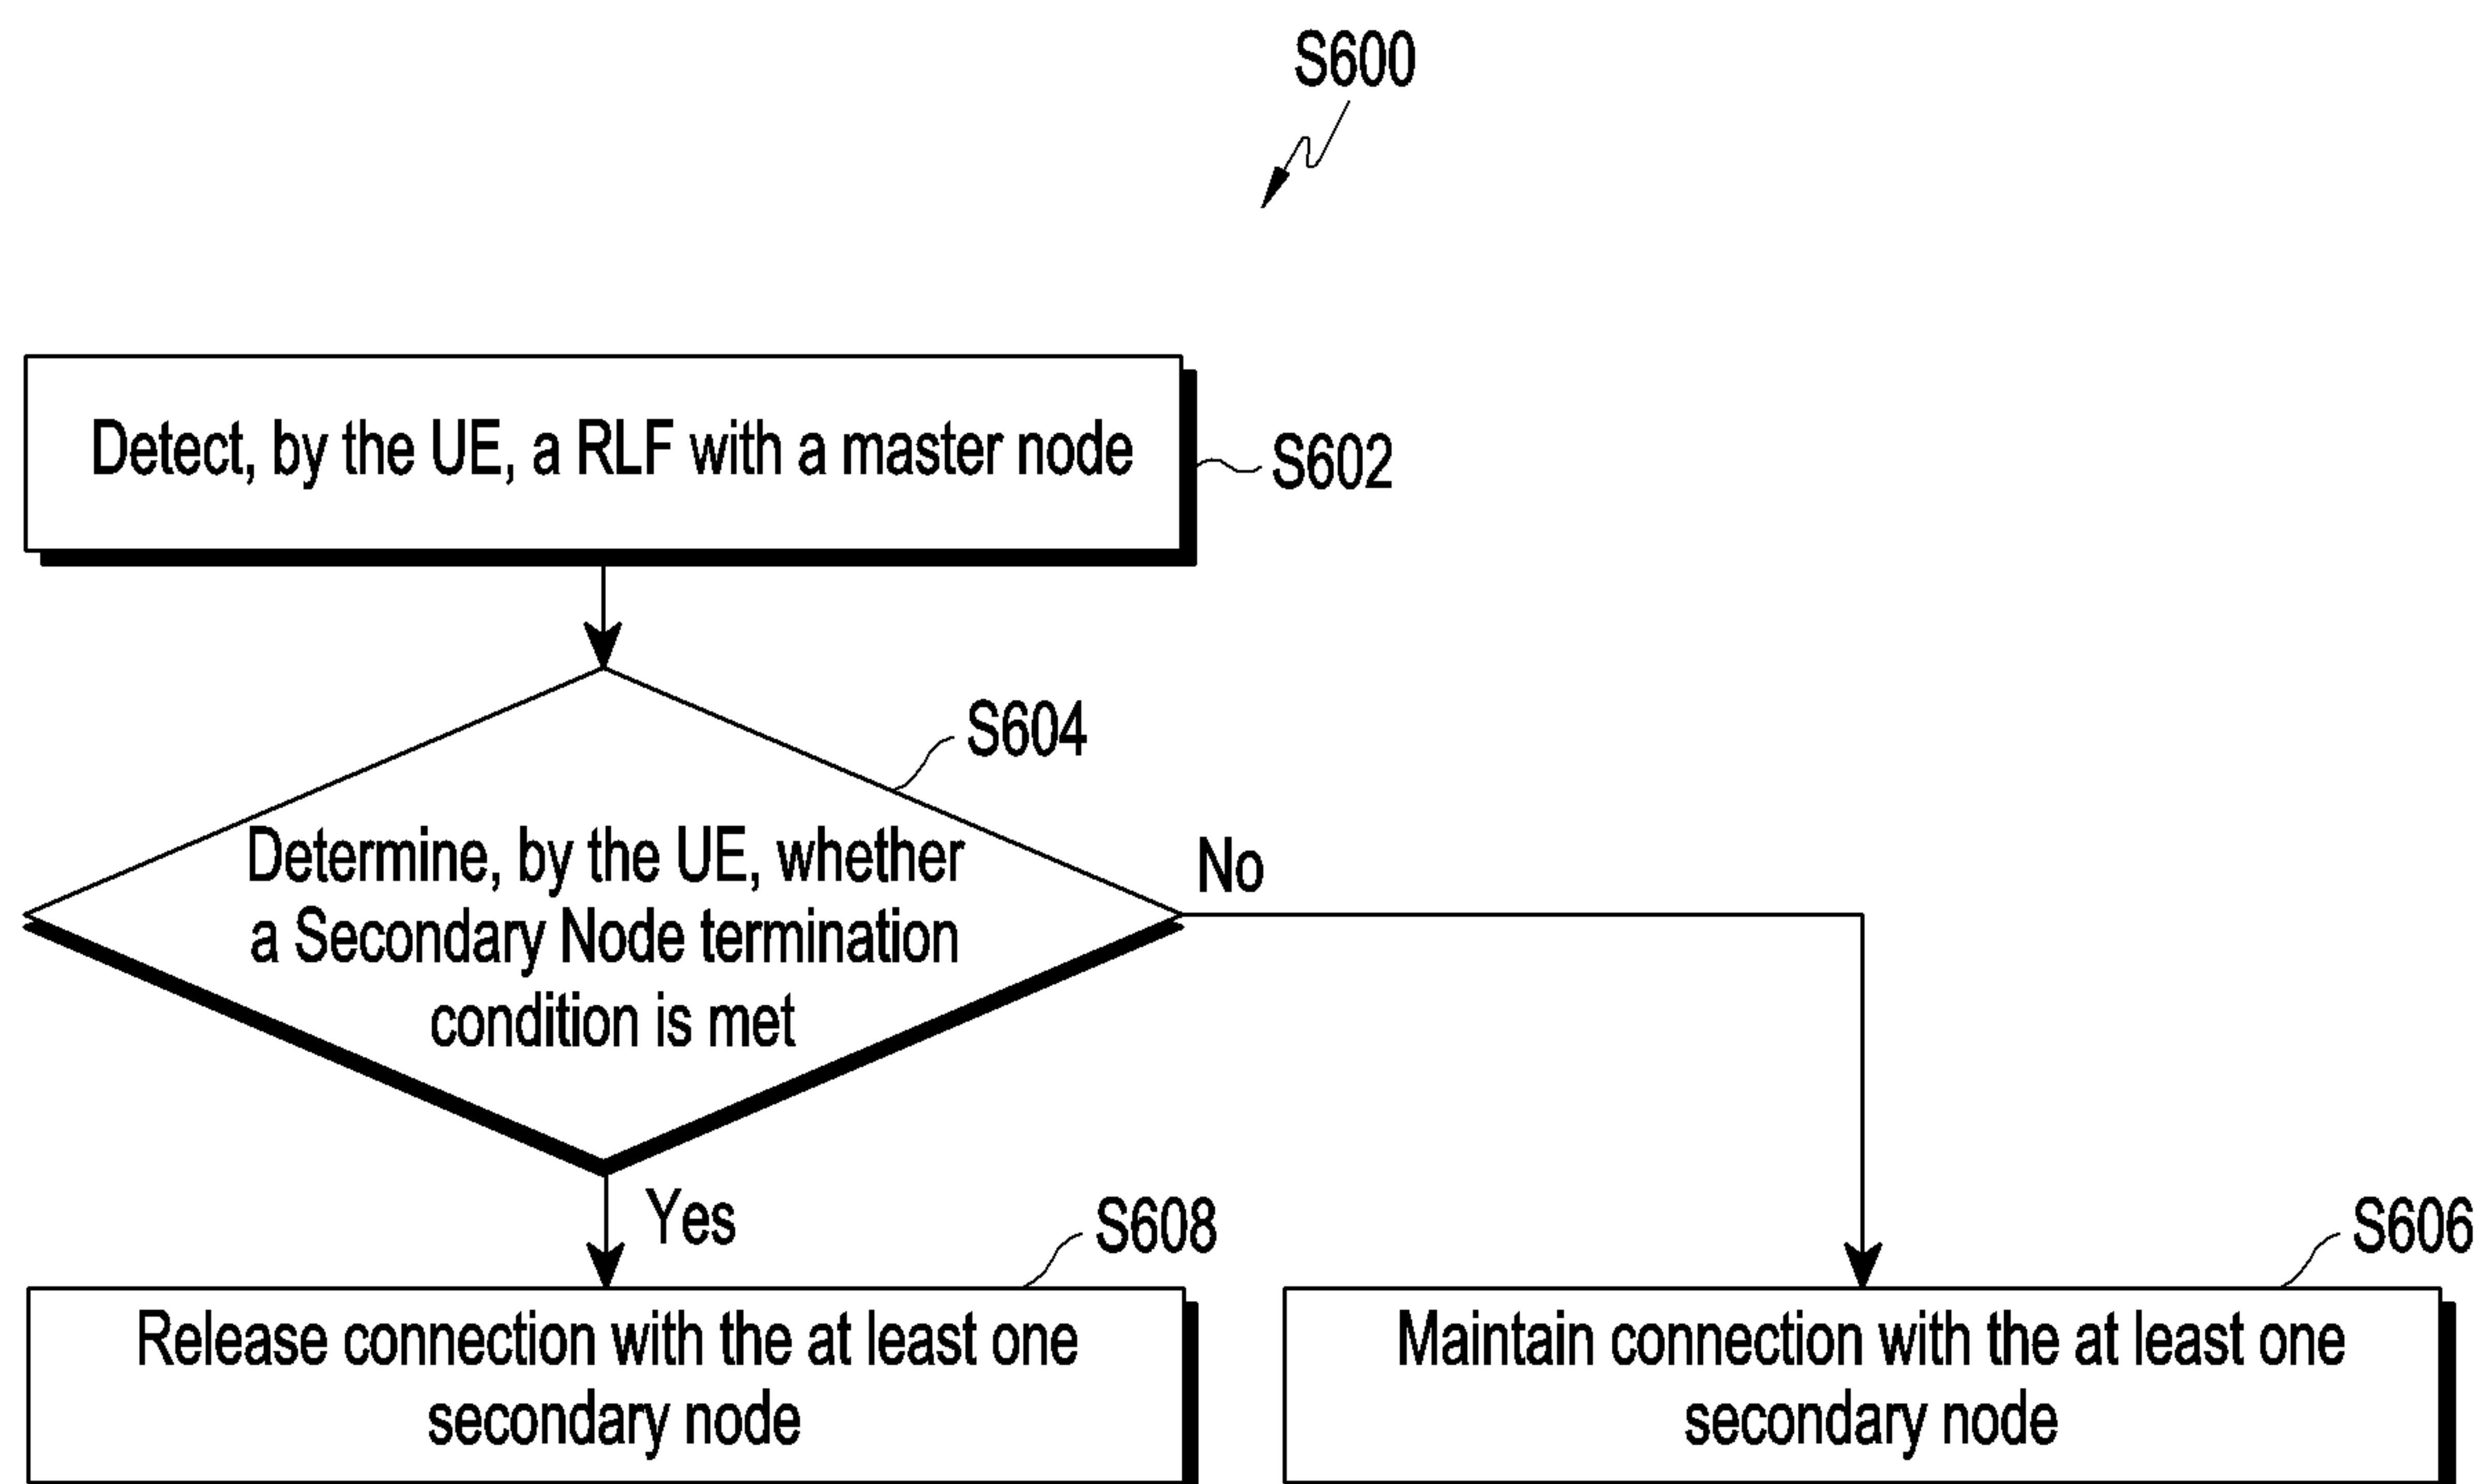 S600
Detect, by the UE, a RLF with a master node
S602
S604
Determine, by the UE, whether
a Secondary Node termination
condition is met
No
Yes
S608
S606
Release connection with the at least one
secondary node
Maintain connection with the at least one
secondary node